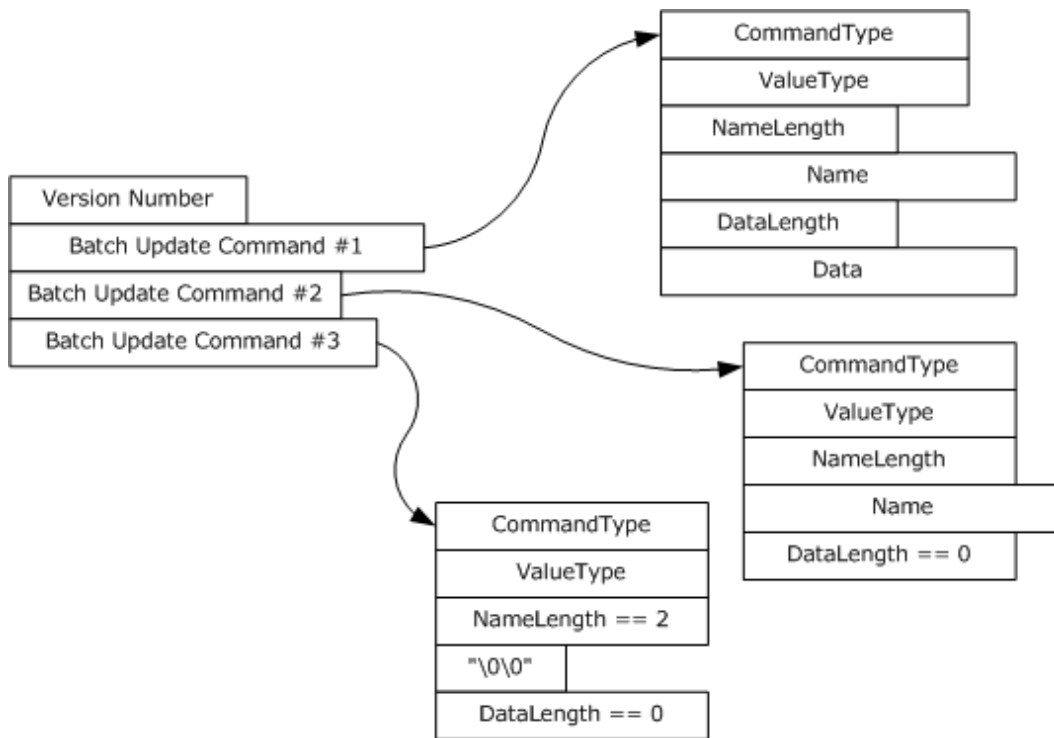 CommandType
ValueType
NameLength
Name
DataLength
Data
Version Number
Batch Update Command #1
Batch Update Command #2
Batch Update Command #3
CommandType
ValueType
NameLength
Name
DataLength == 0
CommandType
ValueType
NameLength == 2
"\0\0"
DataLength == 0